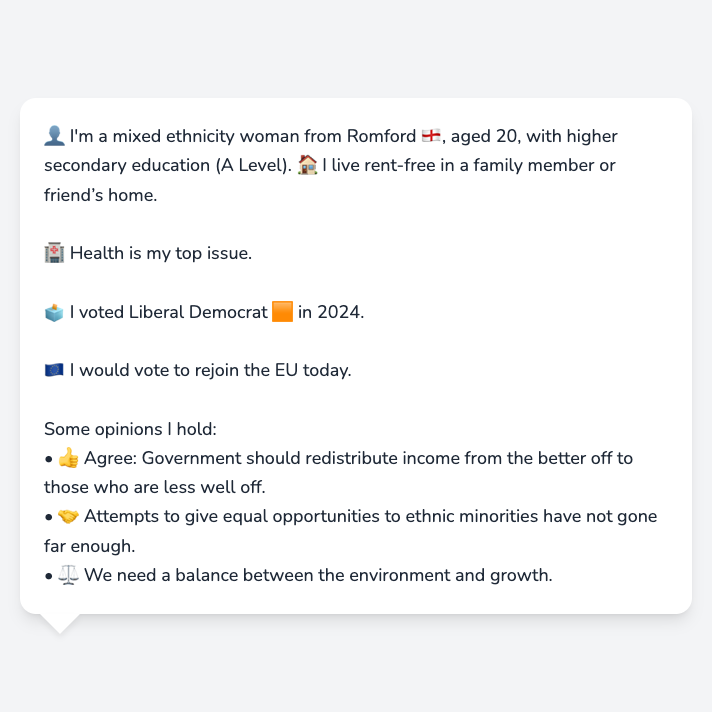 👤 I'm a mixed ethnicity woman from Romford 🏴󠁧󠁢󠁥󠁮󠁧󠁿, aged 20, with higher
secondary education (A Level). 🏠 I live rent-free in a family member or
friend’s home.
🏥 Health is my top issue.
🗳️ I voted Liberal Democrat 🟧 in 2024.
🇪🇺 I would vote to rejoin the EU today.
Some opinions I hold:
• 👍 Agree: Government should redistribute income from the better off to
those who are less well off.
• 🤝 Attempts to give equal opportunities to ethnic minorities have not gone
far enough.
• ⚖️ We need a balance between the environment and growth.